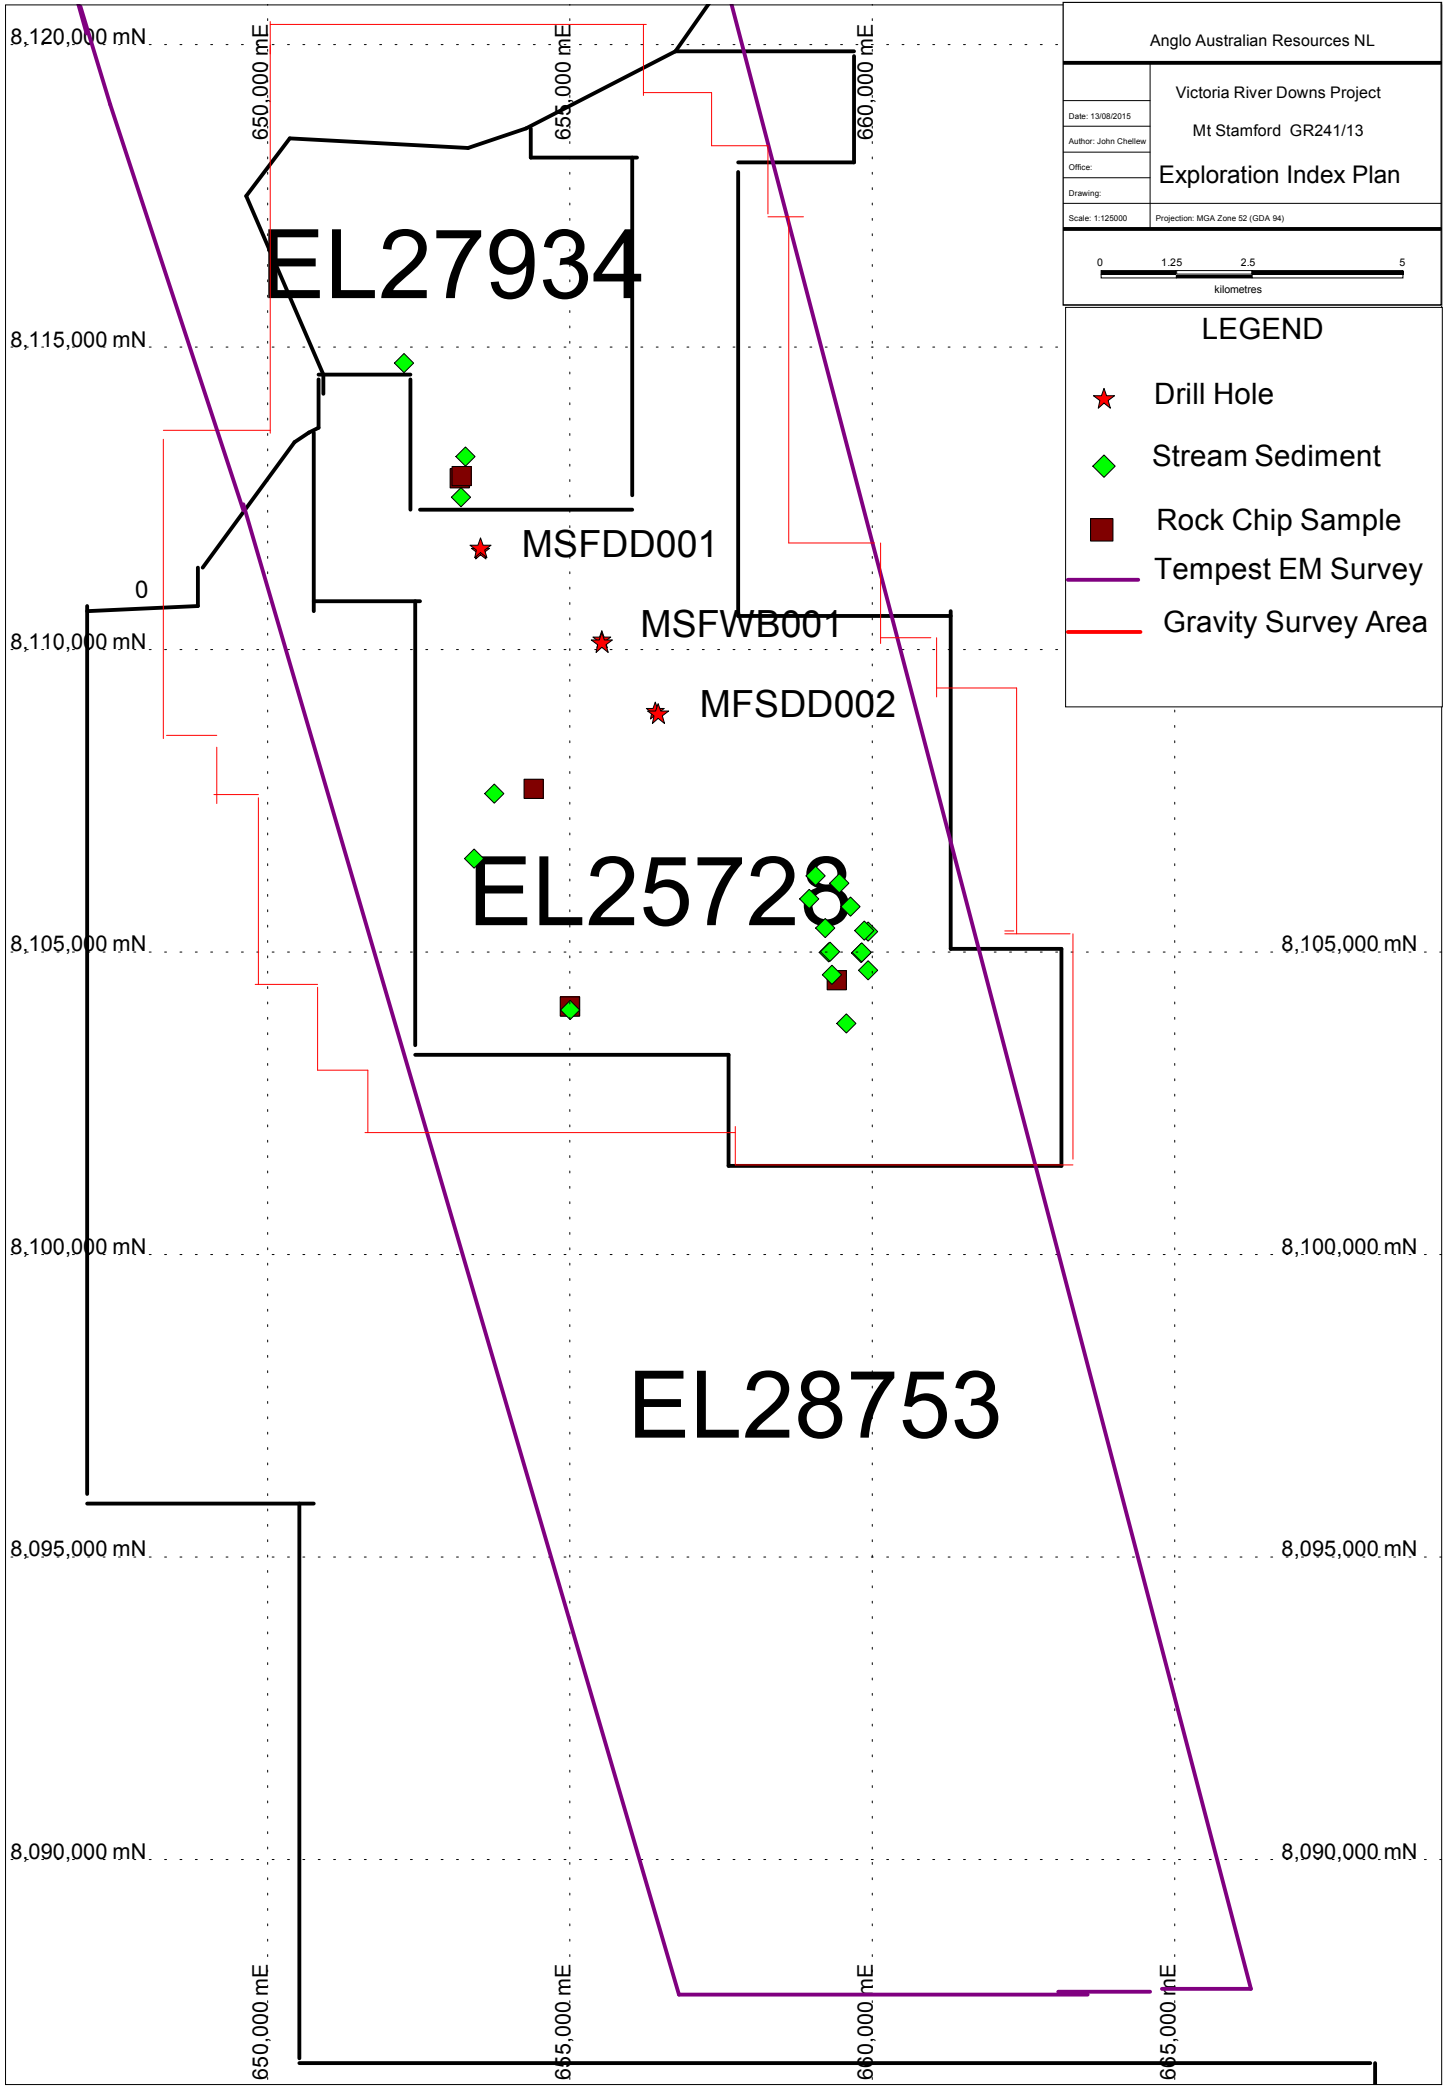 Anglo Australian Resources NL
Victoria River Downs Project
Date: 13/08/2015
Mt Stamford GR241/13
Author: John Chellew
Office:
Exploration Index Plan
Drawing:
Scale: 1:125000
Projection: MGA Zone 52 (GDA 94)
0 1.25 2.5 5
kilometres
LEGEND
Drill Hole
Stream Sediment
Rock Chip Sample
Tempest EM Survey
Gravity Survey Area
8,120,000 mN
650,000 mE
655,000 mE
660,000 mE
EL27934
8,115,000 mN
MSFDD001
0
MSFWB001
8,110,000 mN
MFSDD002
EL25728
8,105,000 mN
8,105,000 mN
8,100,000 mN
8,100,000 mN
EL28753
8,095,000 mN
8,095,000 mN
8,090,000 mN
8,090,000 mN
650,000 mE
655,000 mE
660,000 mE
665,000 mE